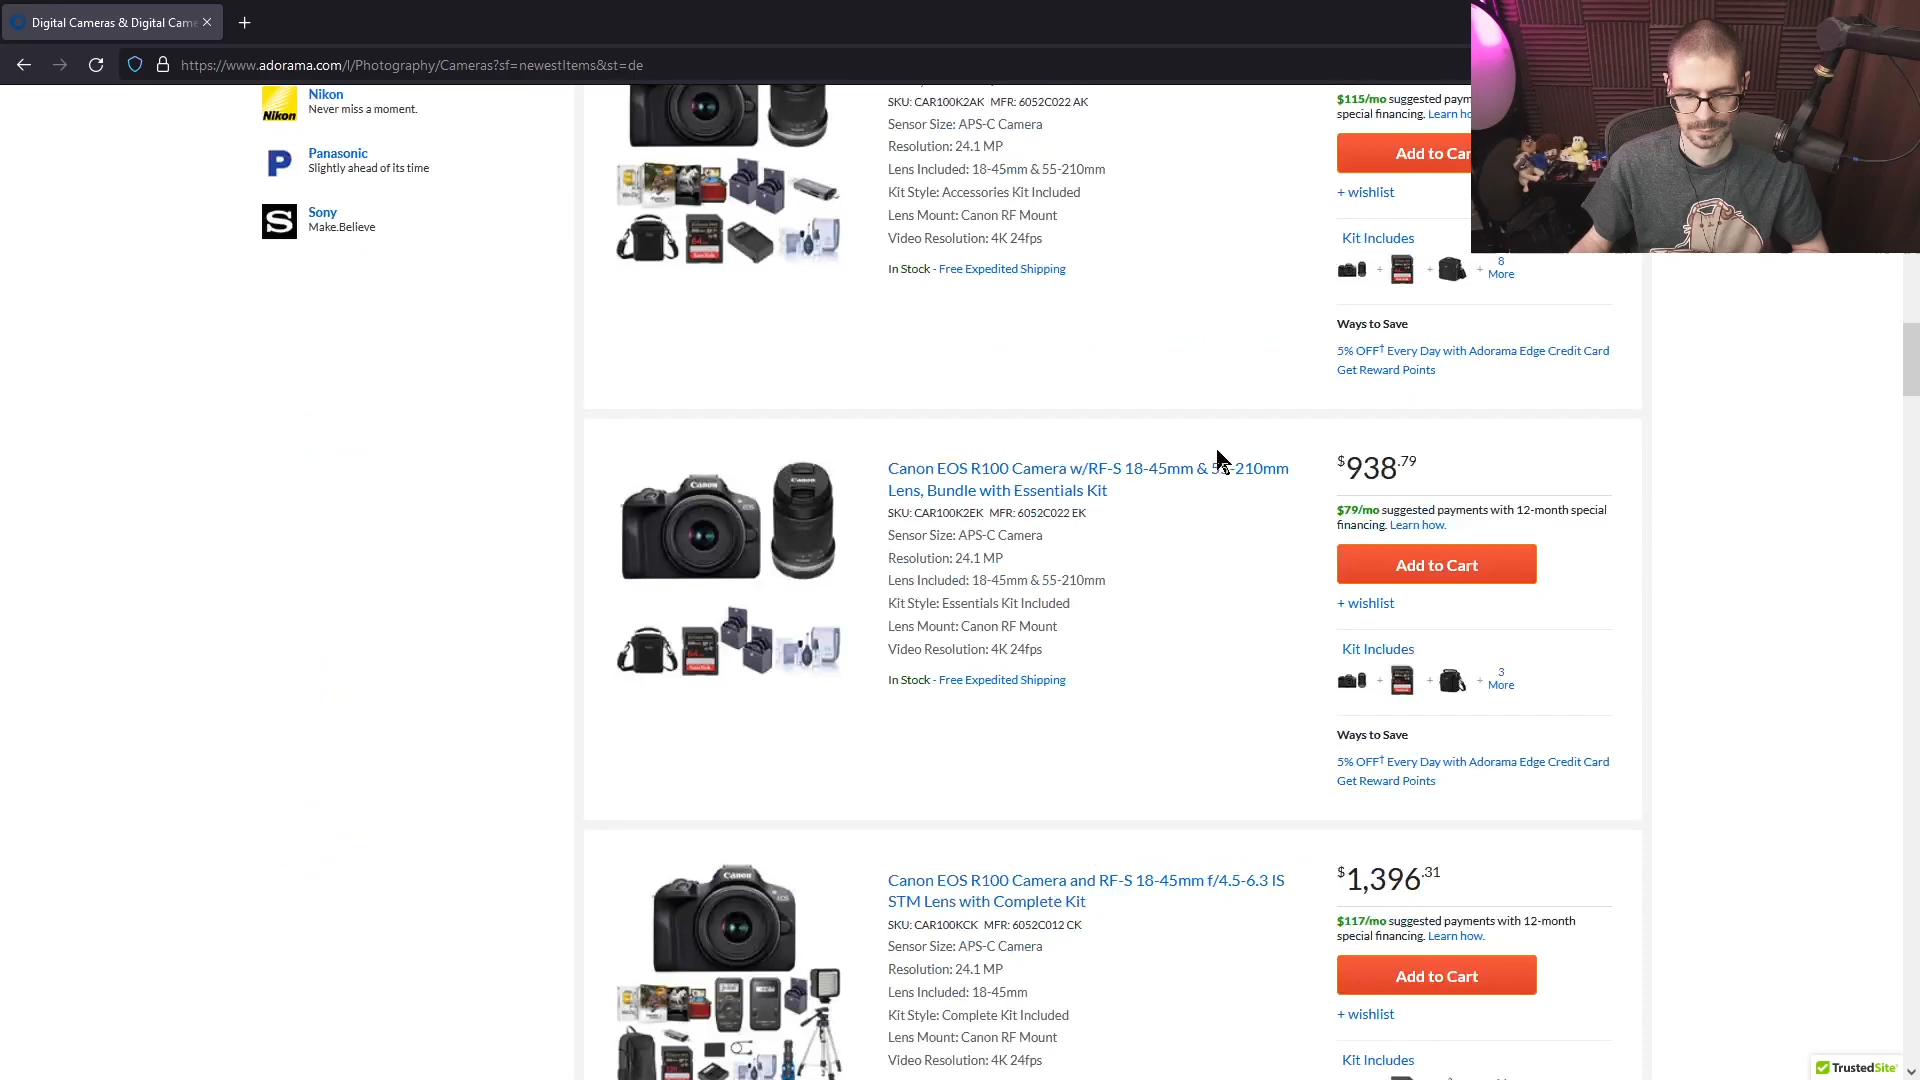 Digital Cameras & Digital Came
https://www.adorama.com/l/Photography/Cameras?sf=newestItems&st=de
Nikon
Nikon
Never miss a moment.
P
Panasonic
Slightly ahead of its time
S
Sony
Make.Believe
SKU: CAR100K2AK MFR: 6052C022 AK
Sensor Size: APS-C Camera
Resolution: 24.1 MP
Lens Included: 18-45mm & 55-210mm
Kit Style: Accessories Kit Included
Lens Mount: Canon RF Mount
Video Resolution: 4K 24fps
In Stock - Free Expedited Shipping
$115/mo suggested paym
special financing. Learn ho
Add to Car
+ wishlist
Kit Includes
+ + + 8
More
Ways to Save
5% OFF† Every Day with Adorama Edge Credit Card
Get Reward Points
Canon
Canon
Canon EOS R100 Camera w/RF-S 18-45mm & 55-210mm
Lens, Bundle with Essentials Kit
SKU: CAR100K2EK MFR: 6052C022 EK
Sensor Size: APS-C Camera
Resolution: 24.1 MP
Lens Included: 18-45mm & 55-210mm
Kit Style: Essentials Kit Included
Lens Mount: Canon RF Mount
Video Resolution: 4K 24fps
In Stock - Free Expedited Shipping
$938.79
$79/mo suggested payments with 12-month special
financing. Learn how.
Add to Cart
+ wishlist
Kit Includes
+ + + 3
More
Ways to Save
5% OFF† Every Day with Adorama Edge Credit Card
Get Reward Points
Canon
Canon EOS R100 Camera and RF-S 18-45mm f/4.5-6.3 IS
STM Lens with Complete Kit
SKU: CAR100KCK MFR: 6052C012 CK
Sensor Size: APS-C Camera
Resolution: 24.1 MP
Lens Included: 18-45mm
Kit Style: Complete Kit Included
Lens Mount: Canon RF Mount
Video Resolution: 4K 24fps
$1,396.31
$117/mo suggested payments with 12-month
special financing. Learn how.
Add to Cart
+ wishlist
Kit Includes
TrustedSite